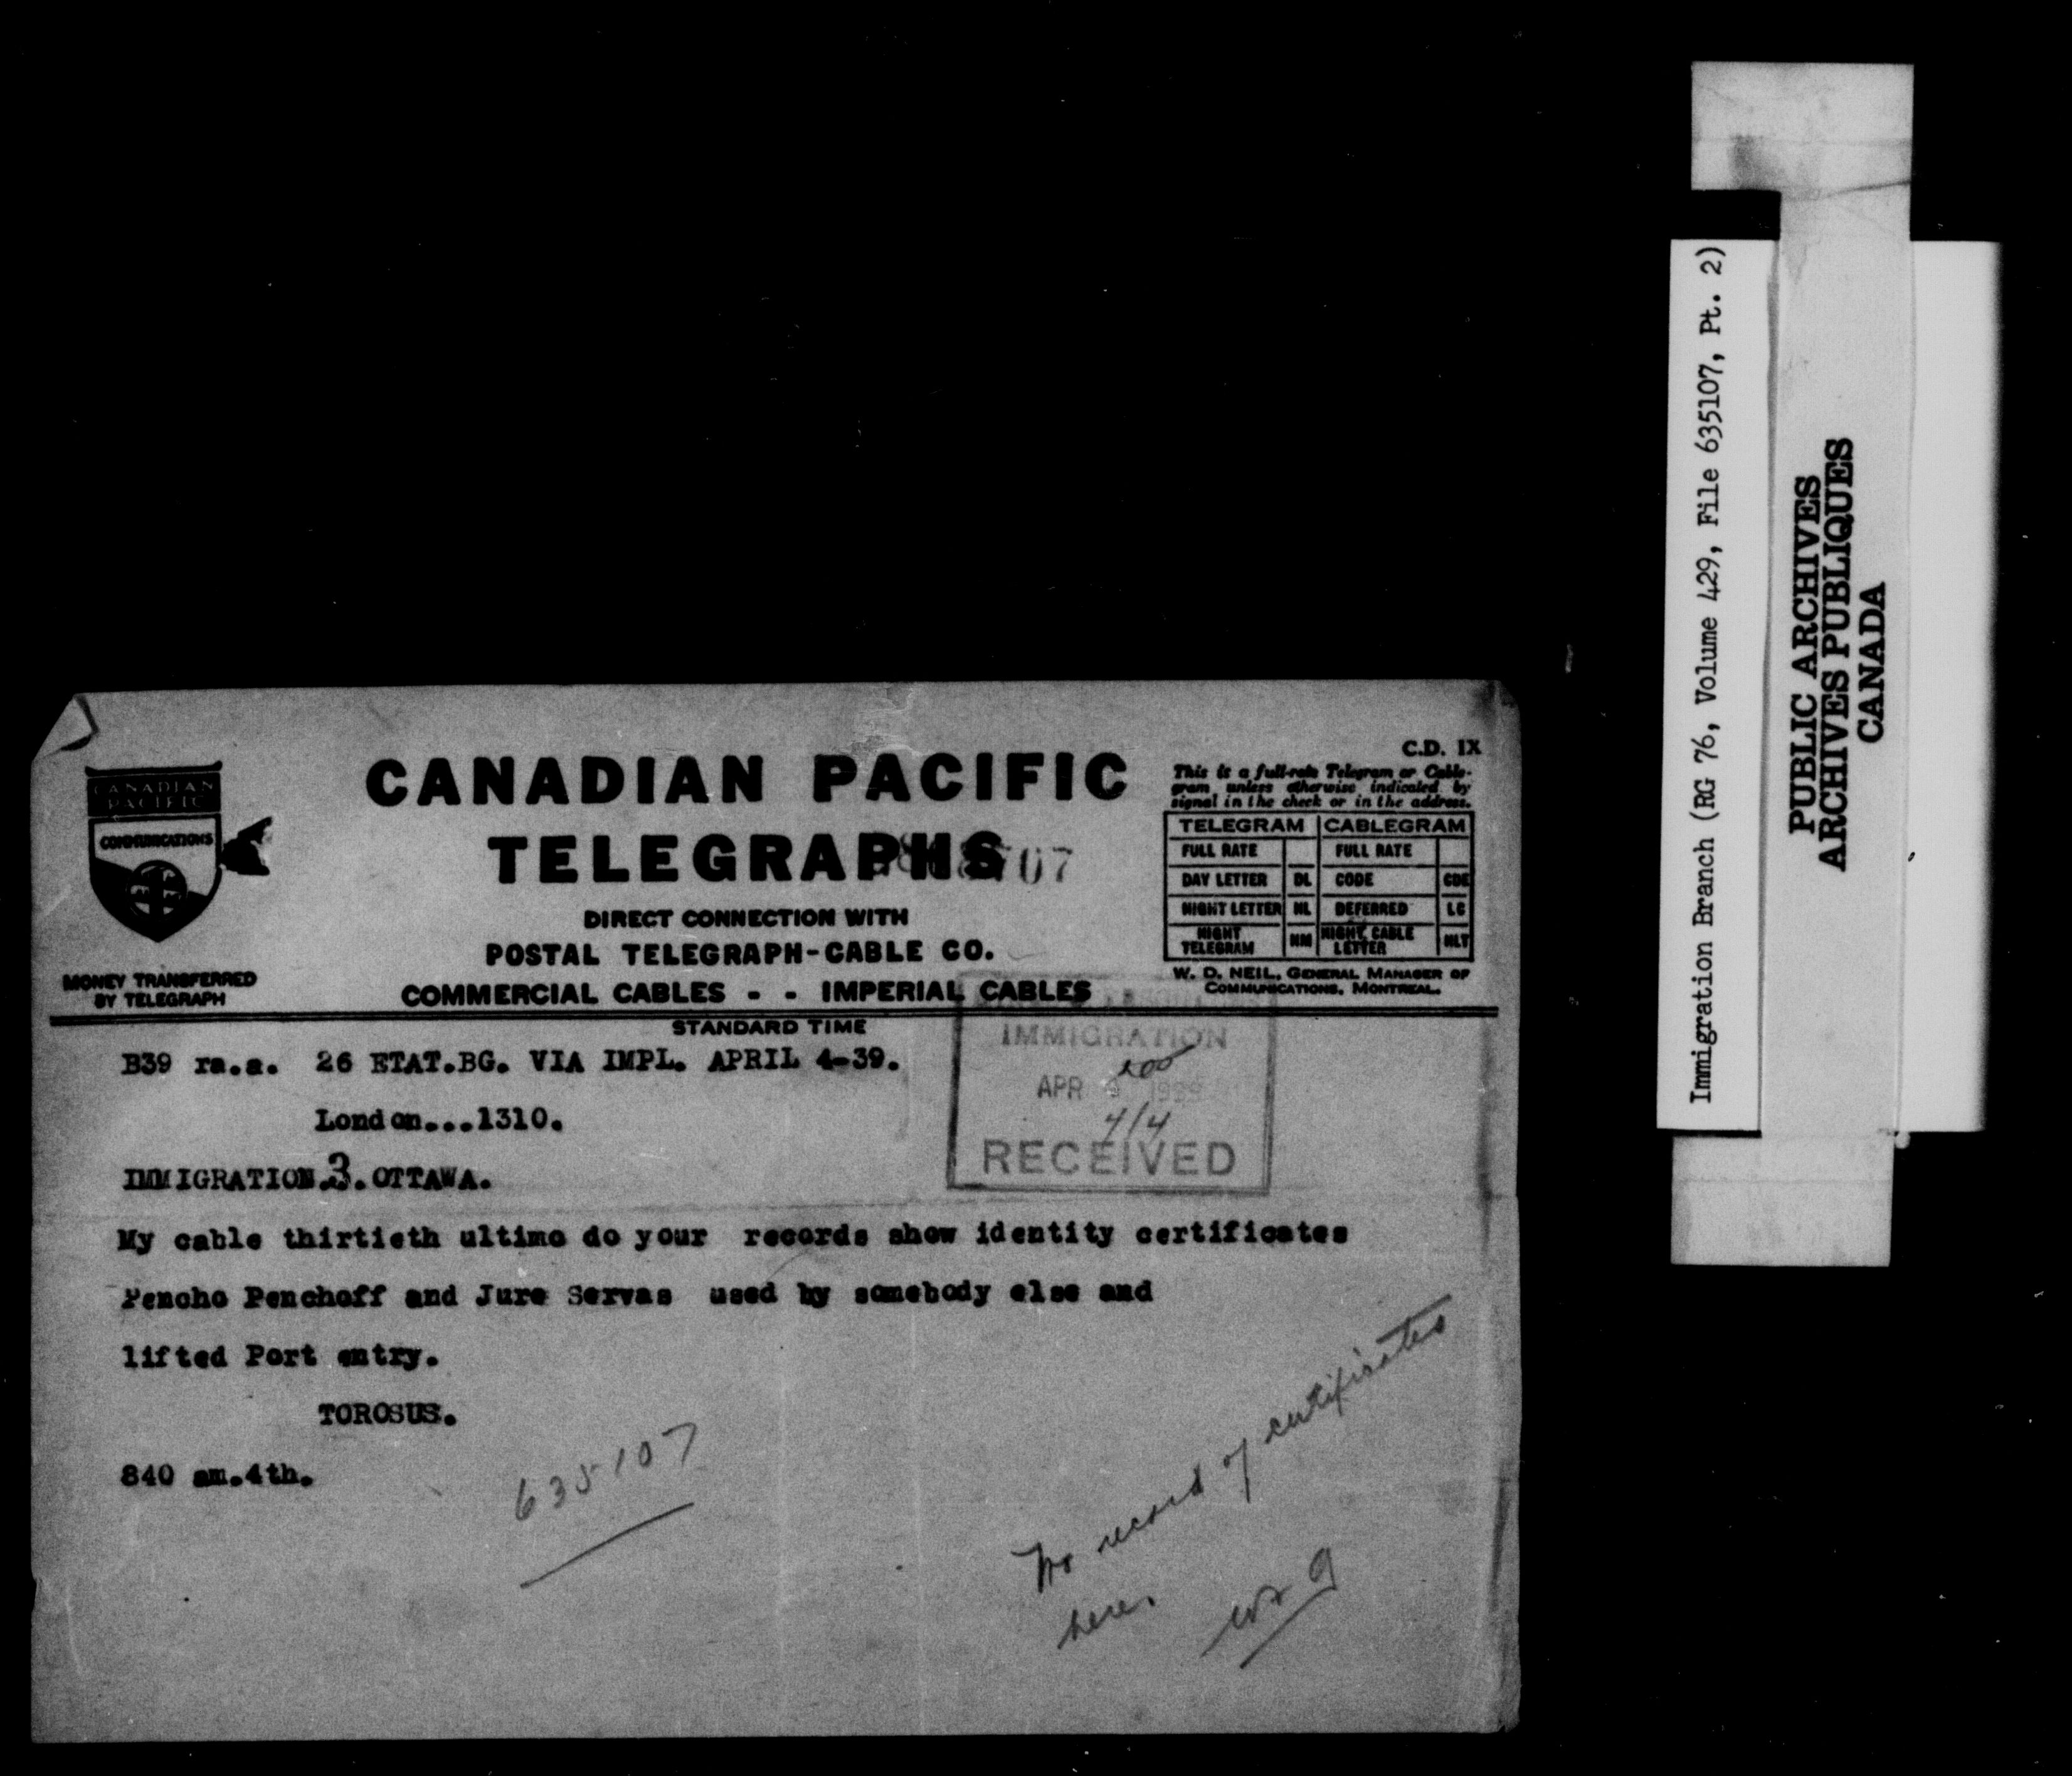 C.D. IX
CANADIAN PACIFIC
COMMUNICATIONS
MONEY TRANSFERRED
BY TELEGRAPH
CANADIAN PACIFIC
TELEGRAPHS
DIRECT CONNECTION WITH
POSTAL TELEGRAPH-CABLE CO.
COMMERCIAL CABLES - - IMPERIAL CABLES
This is a full-rate Telegram or Cable-
gram unless otherwise indicated by
signal in the check or in the address.
TELEGRAM CABLEGRAM
FULL RATE FULL RATE
DAY LETTER DL CODE CDE
NIGHT LETTER NL DEFERRED LC
NIGHT TELEGRAM NM NIGHT CABLE LETTER NLT
W. D. NEIL, GENERAL MANAGER OF
COMMUNICATIONS, MONTREAL.
STANDARD TIME
IMMIGRATION
APR 1939
4/4
RECEIVED
B39 ra.a. 26 ETAT.BG. VIA IMPL. APRIL 4-39.
London...1310.
IMMIGRATION.3.OTTAWA.
My cable thirtieth ultimo do your records show identity certificates
Pencho Penchoff and Jure Servas used by somebody else and
lifted Port entry.
TOROSUS.
840 am.4th.
635107
No record of certificates
here.
Immigration Branch (RG 76, Volume 429, File 635107, Pt. 2)
PUBLIC ARCHIVES
ARCHIVES PUBLIQUES
CANADA